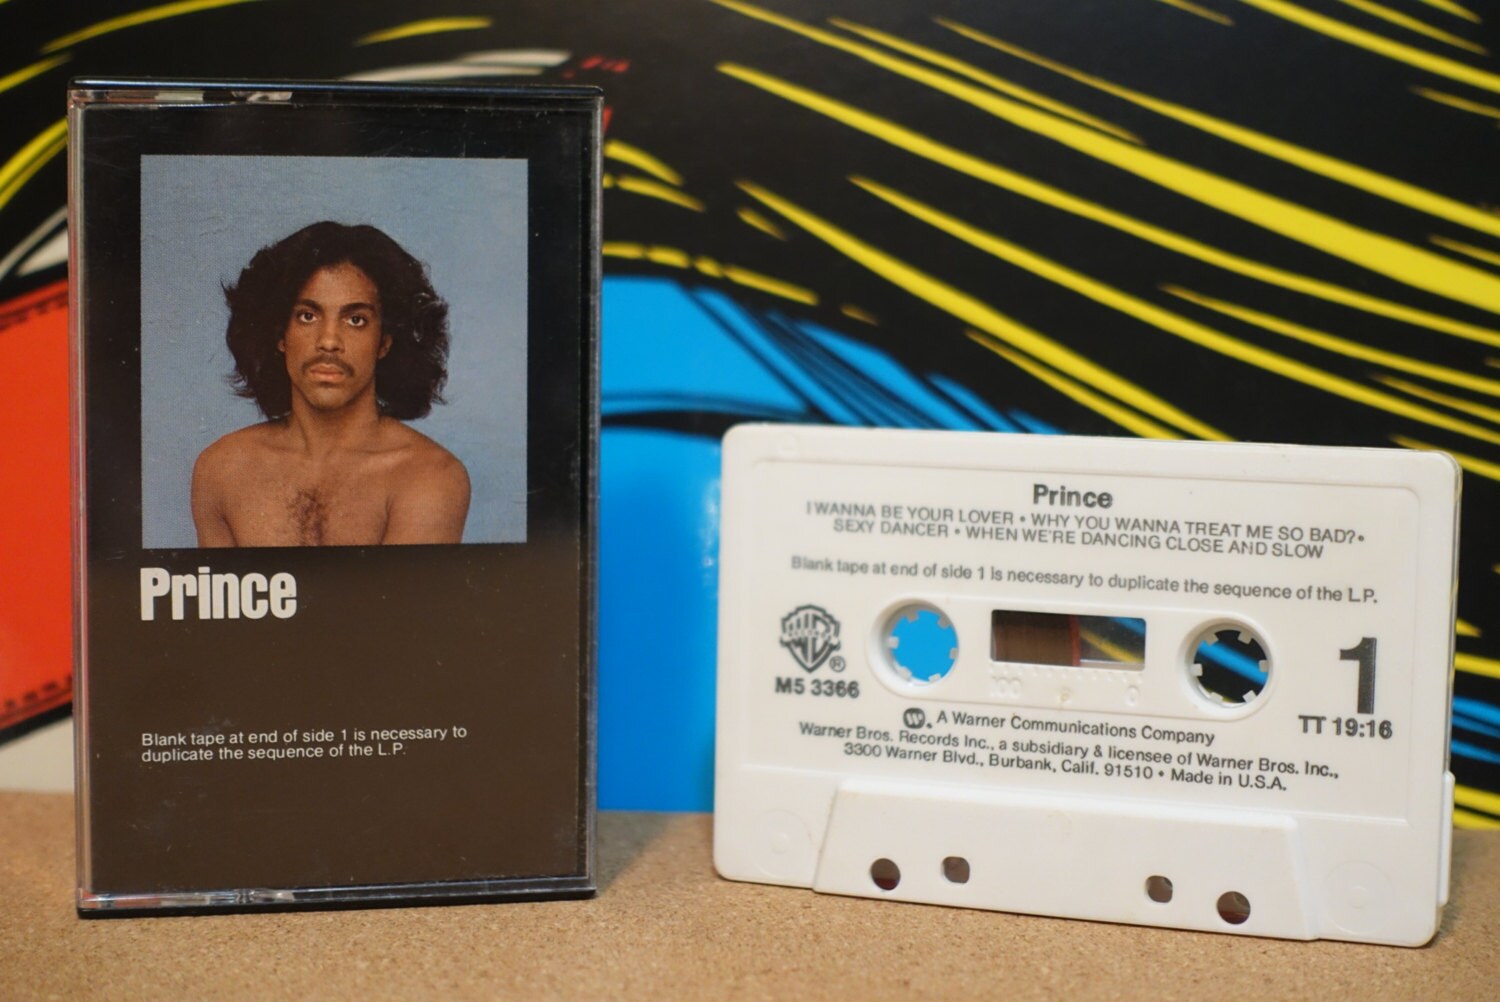 Prince
Blank tape at end of side 1 is necessary to
duplicate the sequence of the L.P.
Prince
I WANNA BE YOUR LOVER • WHY YOU WANNA TREAT ME SO BAD? •
SEXY DANCER • WHEN WE'RE DANCING CLOSE AND SLOW
Blank tape at end of side 1 is necessary to duplicate the sequence of the L.P.
®
M5 3366
100 P 0
1
TT 19:16
A Warner Communications Company
Warner Bros. Records Inc., a subsidiary & licensee of Warner Bros. Inc.,
3300 Warner Blvd., Burbank, Calif. 91510 • Made in U.S.A.